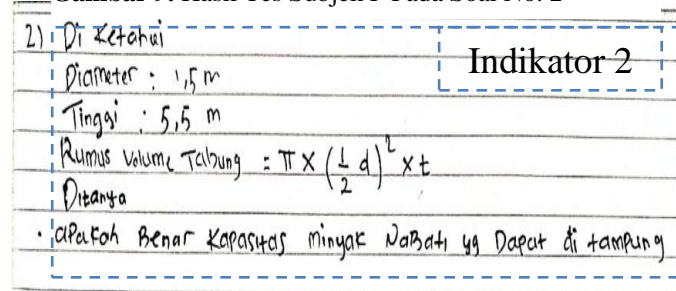 Gambar 9. Hasil Tes Subjek P Pada Soal No. 2
2) Di Ketahui
Indikator 2
Diameter : 1,5 m
Tinggi : 5,5 m
Rumus Volume Tabung = π × (1/2 d)² × t
Ditanya
• apakah Benar Kapasitas minyak Nabati yg Dapat di tampung